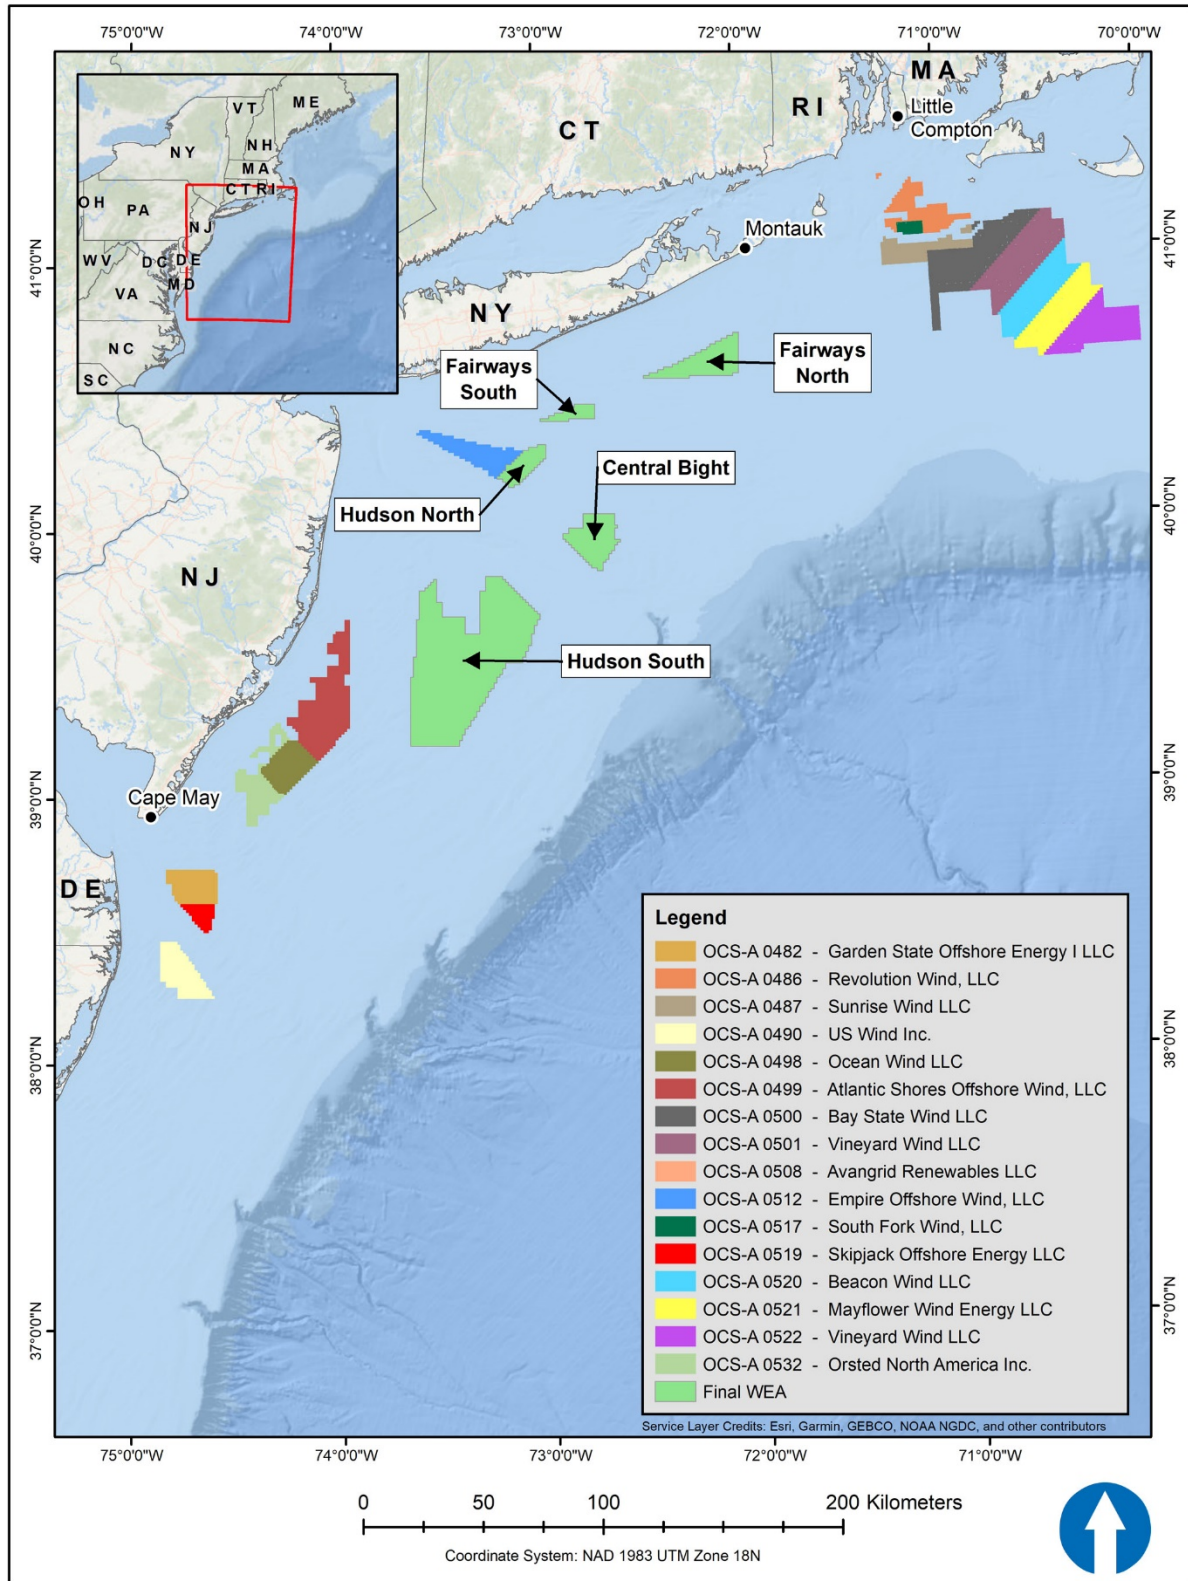 75°0'0"W 74°0'0"W 73°0'0"W 72°0'0"W 71°0'0"W 70°0'0"W
VT ME
NH
NY
MA
CT RI
OH
PA
NJ
WV
DC
DE
MD
VA
NC
SC
MA
RI
CT
Little
Compton
Montauk
NY
41°0'0"N
41°0'0"N
Fairways
North
Fairways
South
Central Bight
Hudson North
40°0'0"N
40°0'0"N
NJ
Hudson South
39°0'0"N
39°0'0"N
Cape May
DE
38°0'0"N
38°0'0"N
37°0'0"N
37°0'0"N
Legend
OCS-A 0482 - Garden State Offshore Energy I LLC
OCS-A 0486 - Revolution Wind, LLC
OCS-A 0487 - Sunrise Wind LLC
OCS-A 0490 - US Wind Inc.
OCS-A 0498 - Ocean Wind LLC
OCS-A 0499 - Atlantic Shores Offshore Wind, LLC
OCS-A 0500 - Bay State Wind LLC
OCS-A 0501 - Vineyard Wind LLC
OCS-A 0508 - Avangrid Renewables LLC
OCS-A 0512 - Empire Offshore Wind, LLC
OCS-A 0517 - South Fork Wind, LLC
OCS-A 0519 - Skipjack Offshore Energy LLC
OCS-A 0520 - Beacon Wind LLC
OCS-A 0521 - Mayflower Wind Energy LLC
OCS-A 0522 - Vineyard Wind LLC
OCS-A 0532 - Orsted North America Inc.
Final WEA
Service Layer Credits: Esri, Garmin, GEBCO, NOAA NGDC, and other contributors
75°0'0"W 74°0'0"W 73°0'0"W 72°0'0"W 71°0'0"W
0 50 100 200 Kilometers
Coordinate System: NAD 1983 UTM Zone 18N